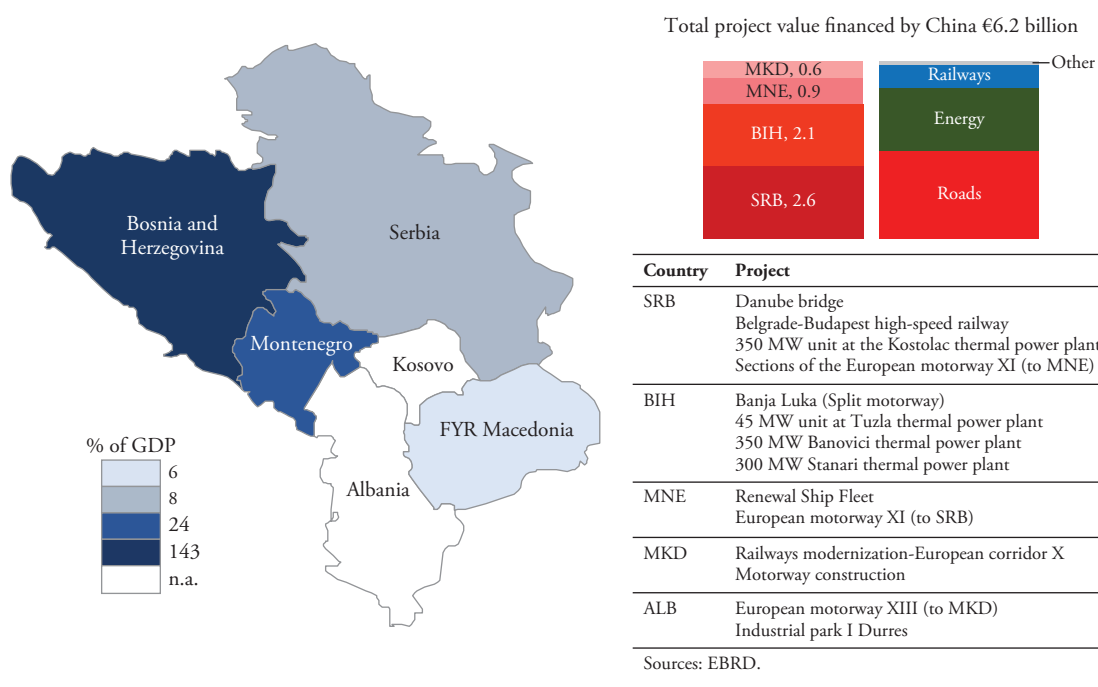 Bosnia and
Herzegovina
Serbia
Montenegro
Kosovo
FYR Macedonia
Albania
% of GDP
6
8
24
143
n.a.
Total project value financed by China €6.2 billion
MKD, 0.6
MNE, 0.9
BIH, 2.1
SRB, 2.6
Other
Railways
Energy
Roads
Country Project
SRB Danube bridge
Belgrade-Budapest high-speed railway
350 MW unit at the Kostolac thermal power plant
Sections of the European motorway XI (to MNE)
BIH Banja Luka (Split motorway)
45 MW unit at Tuzla thermal power plant
350 MW Banovici thermal power plant
300 MW Stanari thermal power plant
MNE Renewal Ship Fleet
European motorway XI (to SRB)
MKD Railways modernization-European corridor X
Motorway construction
ALB European motorway XIII (to MKD)
Industrial park I Durres
Sources: EBRD.